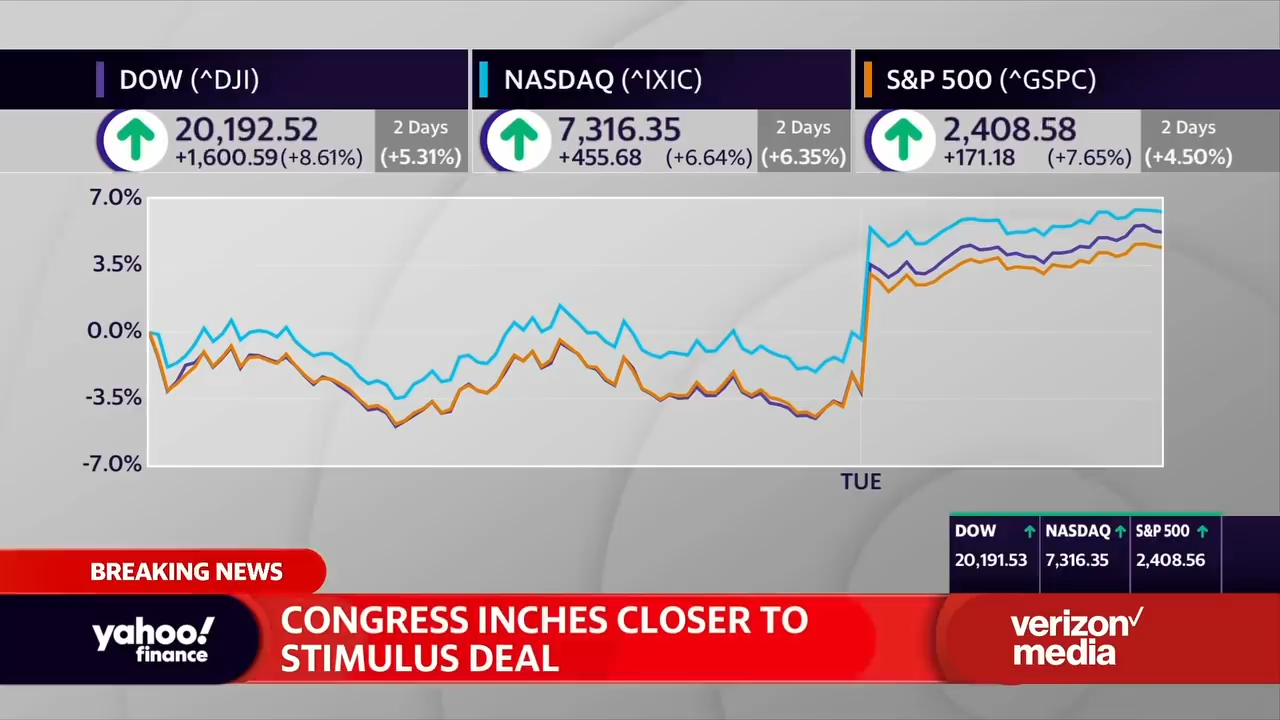 DOW (^DJI)
20,192.52
+1,600.59 (+8.61%)
2 Days
(+5.31%)
NASDAQ (^IXIC)
7,316.35
+455.68 (+6.64%)
2 Days
(+6.35%)
S&P 500 (^GSPC)
2,408.58
+171.18 (+7.65%)
2 Days
(+4.50%)
7.0%
3.5%
0.0%
-3.5%
-7.0%
TUE
DOW
20,191.53
NASDAQ
7,316.35
S&P 500
2,408.56
BREAKING NEWS
yahoo!
finance
CONGRESS INCHES CLOSER TO
STIMULUS DEAL
verizon
media